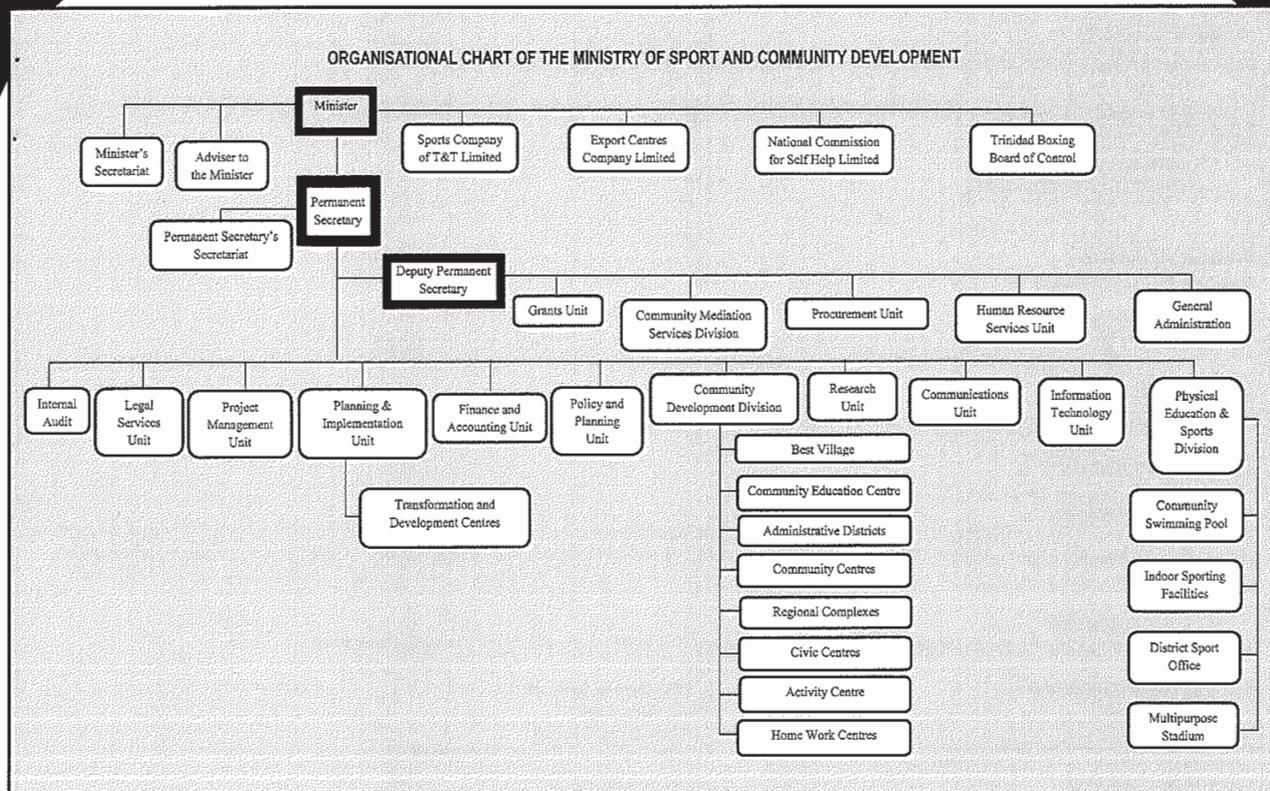 ORGANISATIONAL CHART OF THE MINISTRY OF SPORT AND COMMUNITY DEVELOPMENT
Minister
Minister's
Secretariat
Adviser to
the Minister
Sports Company
of T&T Limited
Export Centres
Company Limited
National Commission
for Self Help Limited
Trinidad Boxing
Board of Control
Permanent
Secretary
Permanent Secretary's
Secretariat
Deputy Permanent
Secretary
Grants Unit
Community Mediation
Services Division
Procurement Unit
Human Resource
Services Unit
General
Administration
Internal
Audit
Legal
Services
Unit
Project
Management
Unit
Planning &
Implementation
Unit
Transformation and
Development Centres
Finance and
Accounting Unit
Policy and
Planning
Unit
Community
Development Division
Best Village
Community Education Centre
Administrative Districts
Community Centres
Regional Complexes
Civic Centres
Activity Centre
Home Work Centres
Research
Unit
Communications
Unit
Information
Technology
Unit
Physical
Education &
Sports
Division
Community
Swimming Pool
Indoor Sporting
Facilities
District Sport
Office
Multipurpose
Stadium